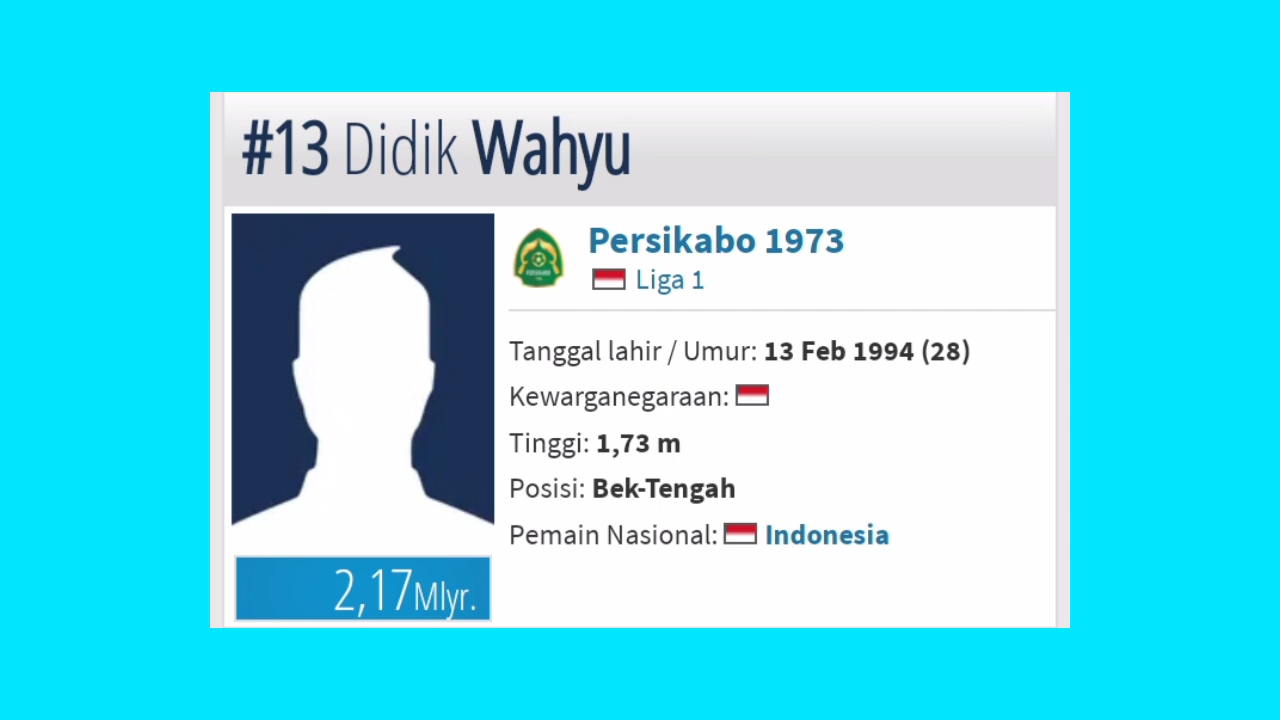 #13 Didik Wahyu
Persikabo 1973
Liga 1
Tanggal lahir / Umur: 13 Feb 1994 (28)
Kewarganegaraan:
Tinggi: 1,73 m
Posisi: Bek-Tengah
Pemain Nasional: Indonesia
2,17Mlyr.